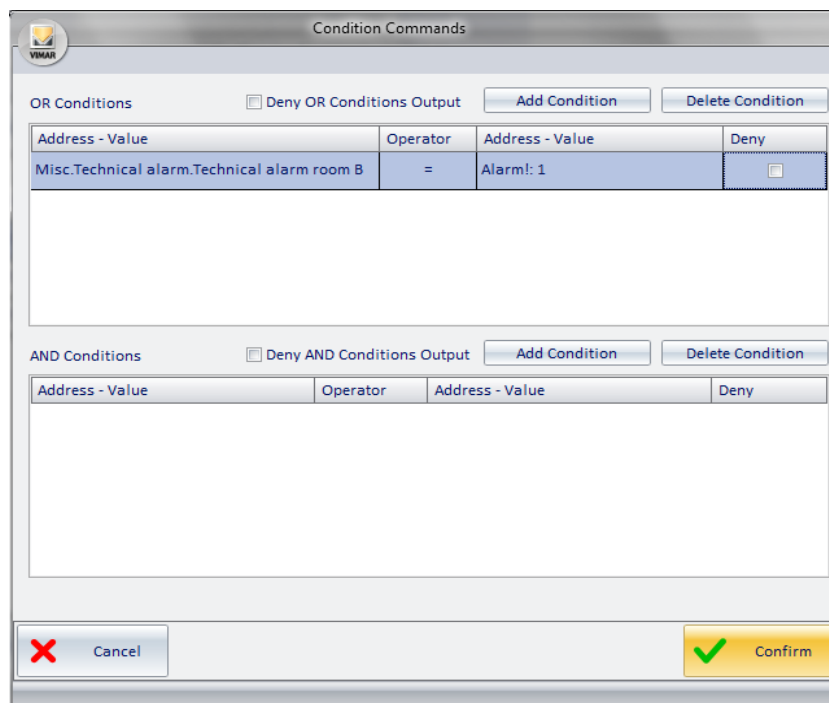 Condition Commands
VIMAR
OR Conditions Deny OR Conditions Output Add Condition Delete Condition
Address - Value Operator Address - Value Deny
Misc.Technical alarm.Technical alarm room B = Alarm!: 1
AND Conditions Deny AND Conditions Output Add Condition Delete Condition
Address - Value Operator Address - Value Deny
Cancel Confirm